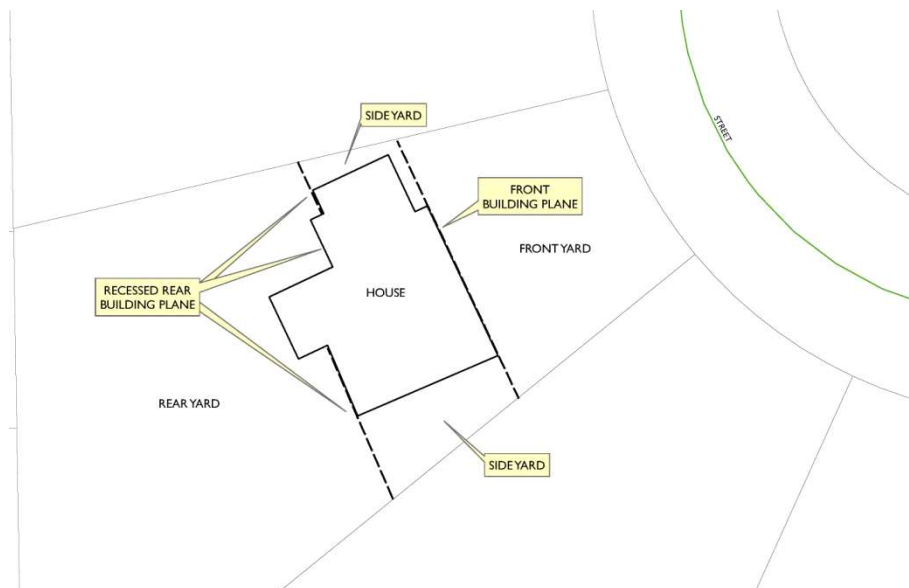 SIDE YARD
STREET
FRONT
BUILDING PLANE
FRONT YARD
RECESSED REAR
BUILDING PLANE
HOUSE
REAR YARD
SIDE YARD